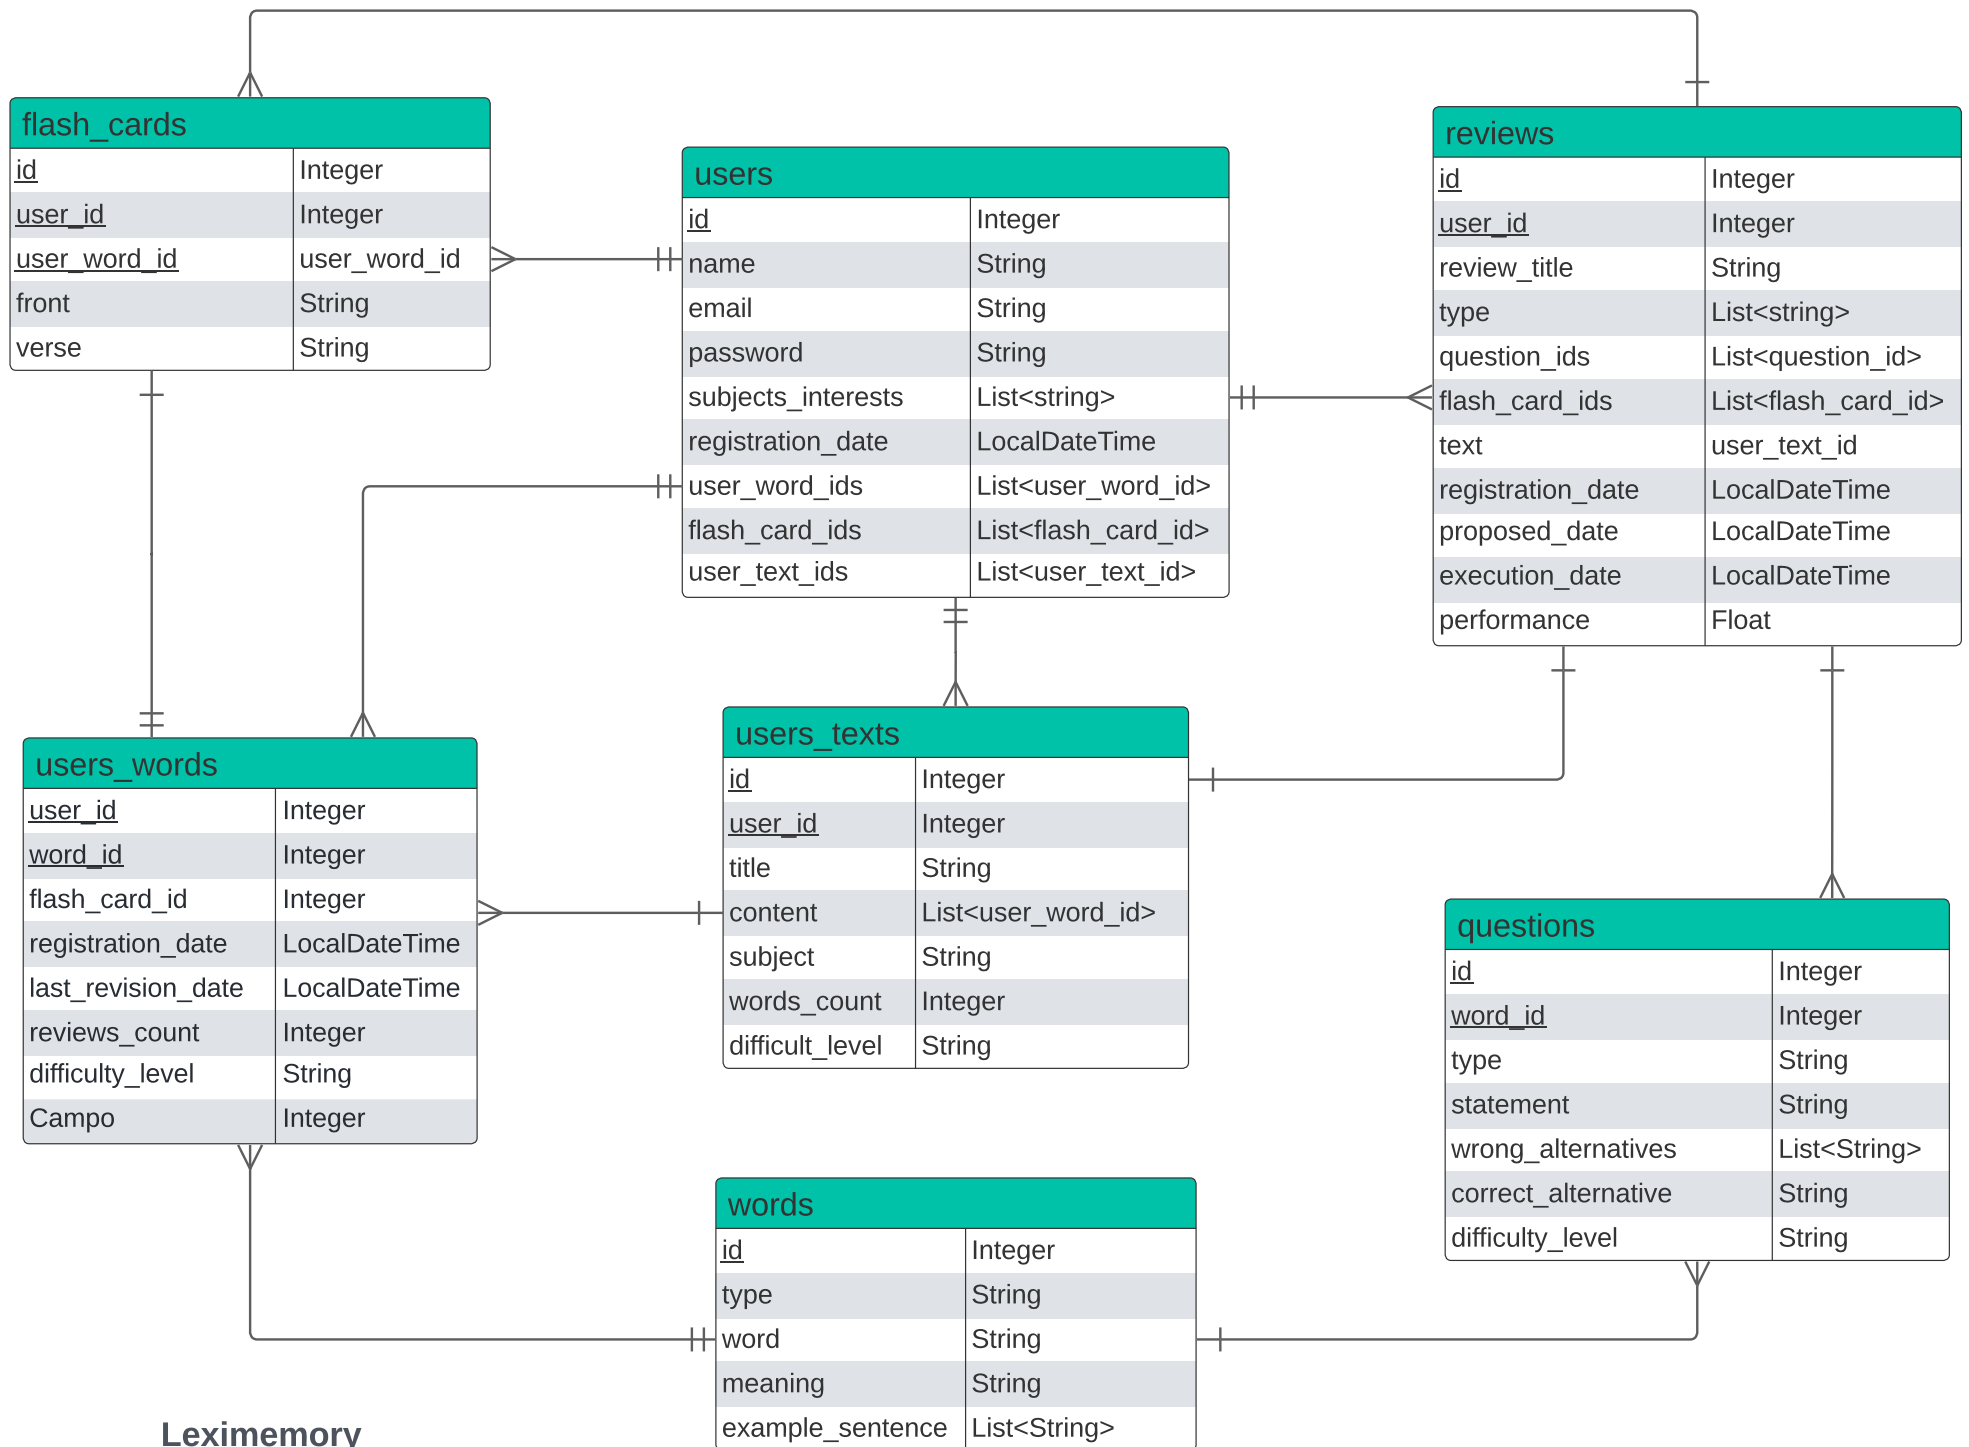 flash_cards
id Integer
user_id Integer
user_word_id user_word_id
front String
verse String
users
id Integer
name String
email String
password String
subjects_interests List<string>
registration_date LocalDateTime
user_word_ids List<user_word_id>
flash_card_ids List<flash_card_id>
user_text_ids List<user_text_id>
reviews
id Integer
user_id Integer
review_title String
type List<string>
question_ids List<question_id>
flash_card_ids List<flash_card_id>
text user_text_id
registration_date LocalDateTime
proposed_date LocalDateTime
execution_date LocalDateTime
performance Float
users_words
user_id Integer
word_id Integer
flash_card_id Integer
registration_date LocalDateTime
last_revision_date LocalDateTime
reviews_count Integer
difficulty_level String
Campo Integer
users_texts
id Integer
user_id Integer
title String
content List<user_word_id>
subject String
words_count Integer
difficult_level String
questions
id Integer
word_id Integer
type String
statement String
wrong_alternatives List<String>
correct_alternative String
difficulty_level String
words
id Integer
type String
word String
meaning String
example_sentence List<String>
Leximemory